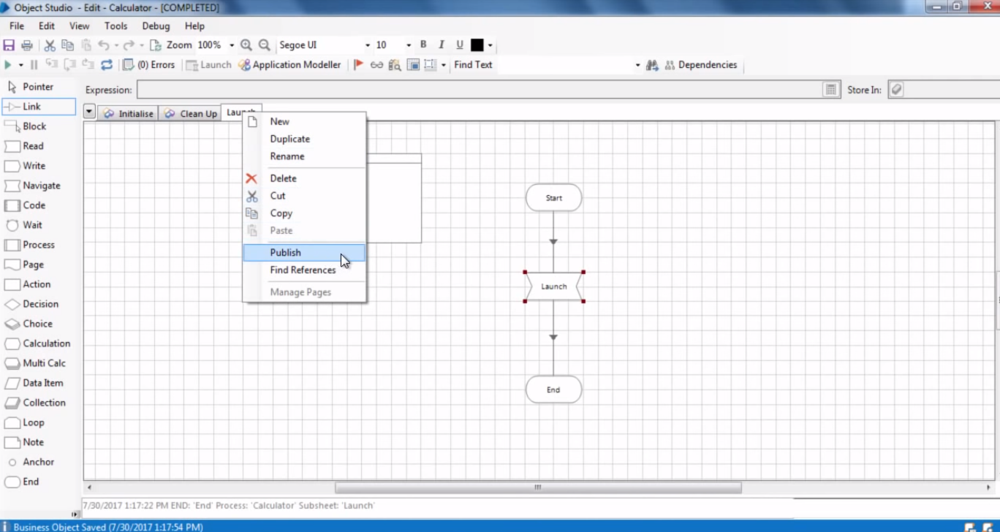 Object Studio - Edit - Calculator - [COMPLETED]
File Edit View Tools Debug Help
Zoom 100% Segoe UI 10 B I U
(0) Errors Launch Application Modeller Find Text Dependencies
Pointer
Expression: Store In:
Link
Initialise Clean Up Launch
Block
Read
Write
Navigate
Code
Wait
Process
Page
Action
Decision
Choice
Calculation
Multi Calc
Data Item
Collection
Loop
Note
Anchor
End
New
Duplicate
Rename
Delete
Cut
Copy
Paste
Publish
Find References
Manage Pages
Start
Launch
End
7/30/2017 1:17:22 PM END: 'End' Process: 'Calculator' Subsheet: 'Launch'
Business Object Saved (7/30/2017 1:17:54 PM)